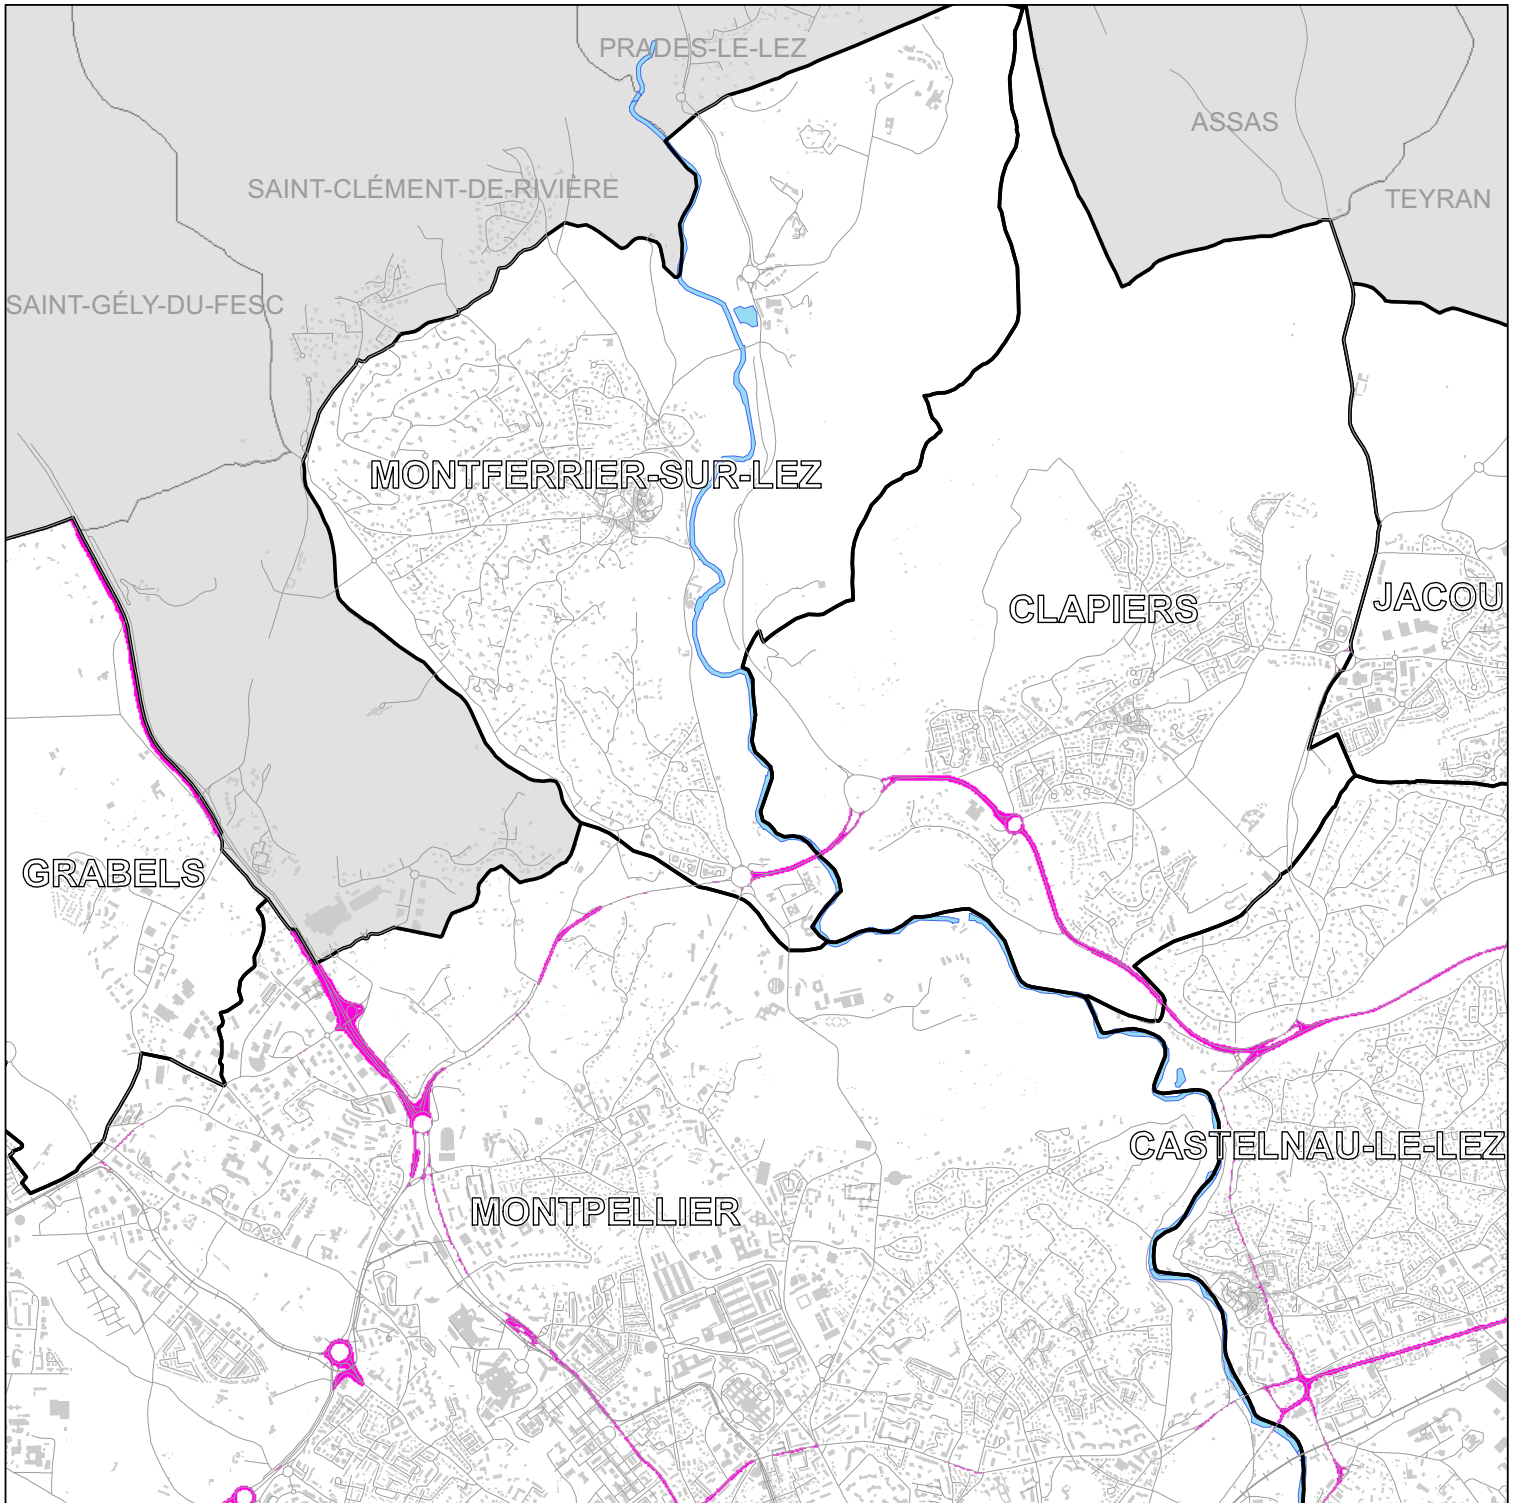 PRADES-LE-LEZ
ASSAS
SAINT-CLÉMENT-DE-RIVIÈRE
TEYRAN
SAINT-GÉLY-DU-FESC
MONTFERRIER-SUR-LEZ
JACOU
CLAPIERS
GRABELS
CASTELNAU-LE-LEZ
MONTPELLIER